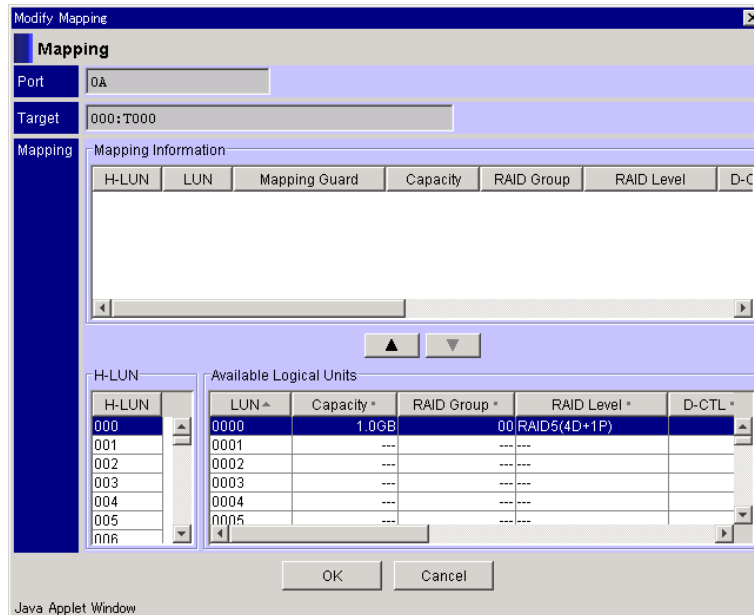 Modify Mapping
Mapping
Port 0A
Target 000:T000
Mapping Mapping Information
H-LUN LUN Mapping Guard Capacity RAID Group RAID Level D-C
H-LUN Available Logical Units
H-LUN LUN Capacity RAID Group RAID Level D-CTL
000 0000 1.0GB 00 RAID5(4D+1P)
001 0001 --- --- ---
002 0002 --- --- ---
003 0003 --- --- ---
004 0004 --- --- ---
005 0005 --- --- ---
006
OK Cancel
Java Applet Window